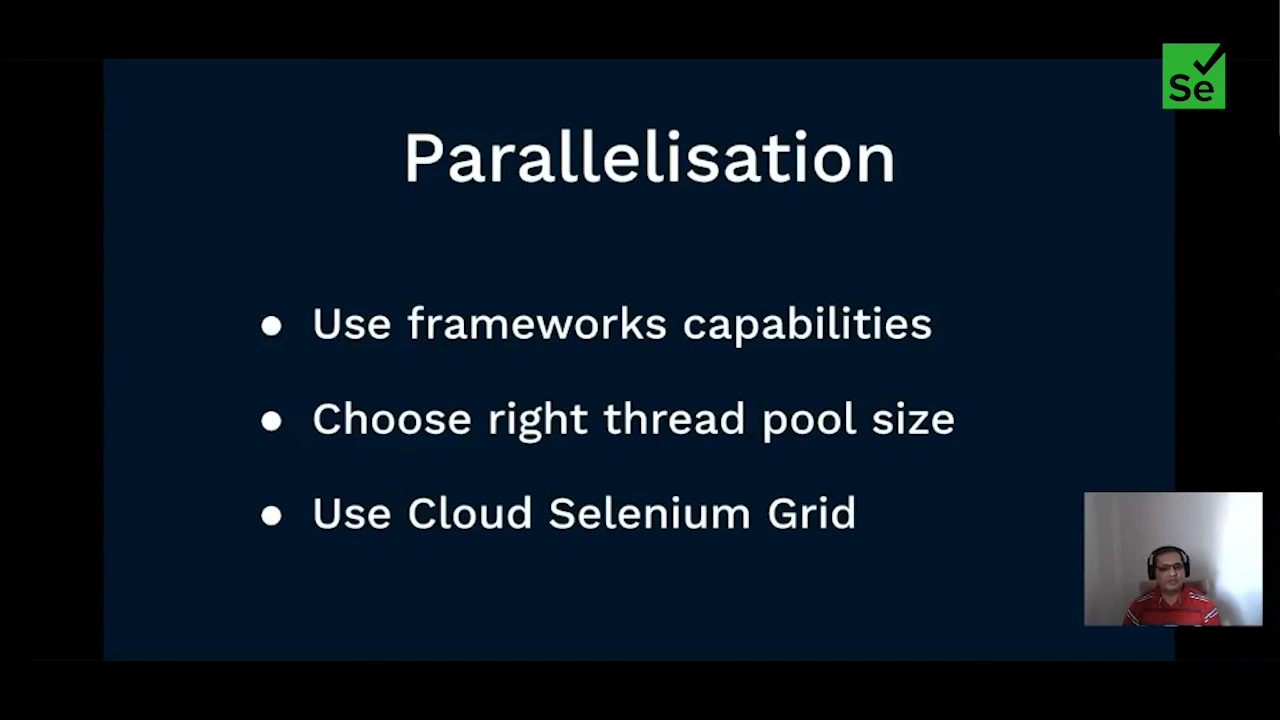 Se
Parallelisation
● Use frameworks capabilities
● Choose right thread pool size
● Use Cloud Selenium Grid